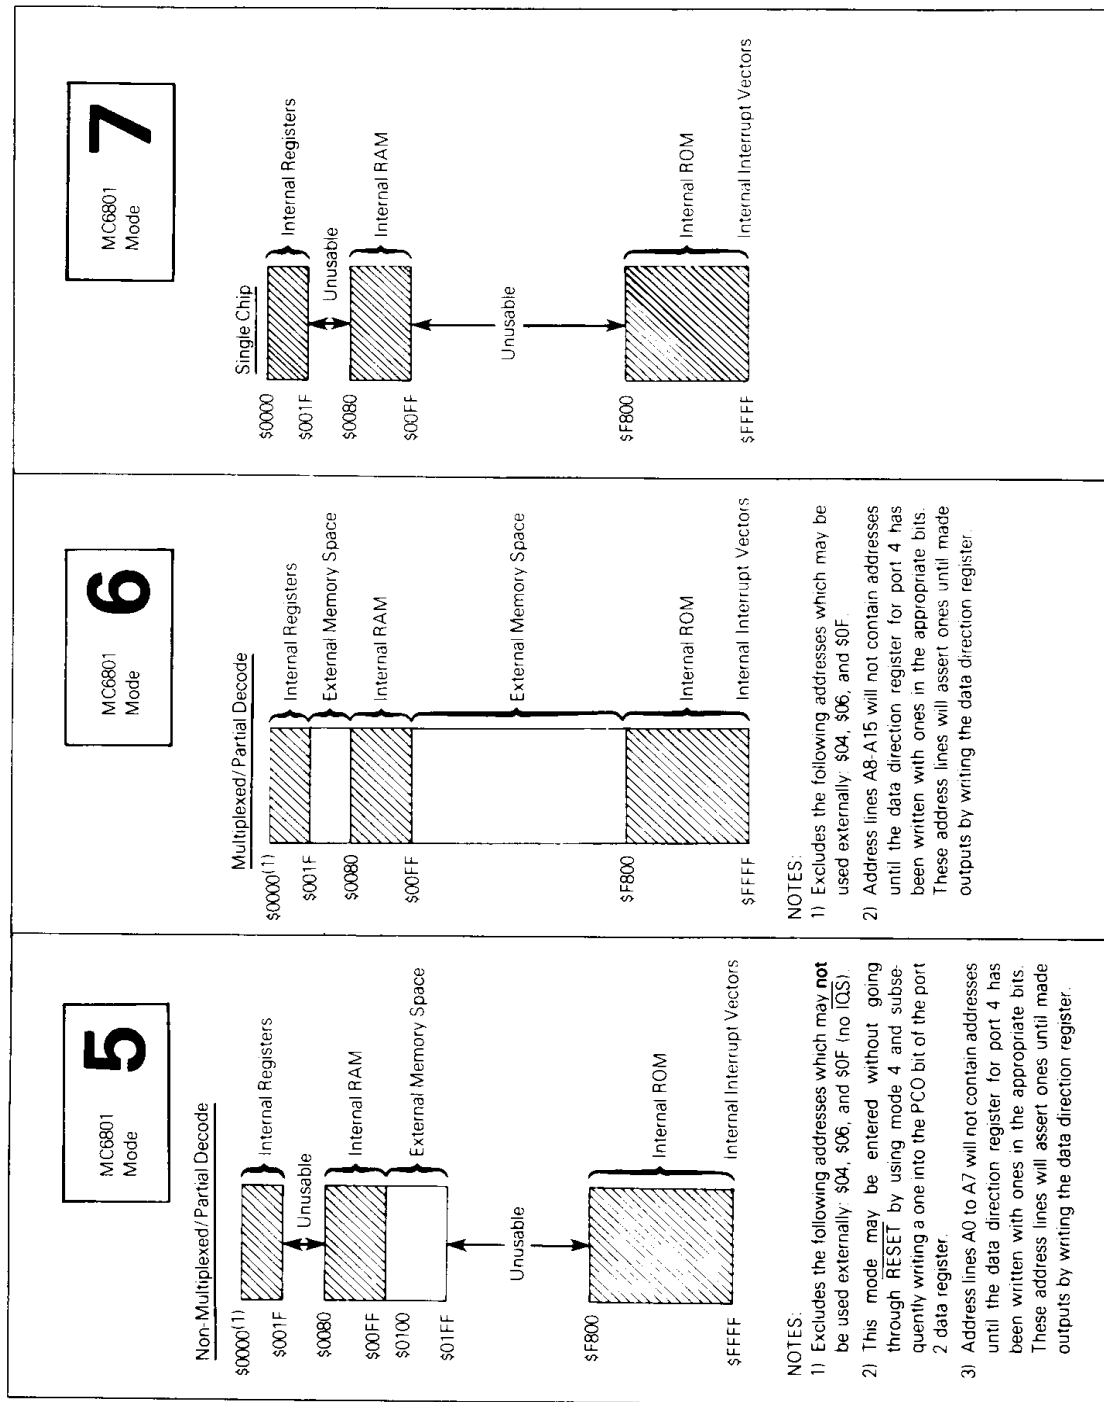 MC6801
Mode
5
Non-Multiplexed/Partial Decode
$0000(1)
Internal Registers
$001F
Unusable
$0080
Internal RAM
$00FF
$0100
External Memory Space
$01FF
Unusable
$F800
Internal ROM
$FFFF
Internal Interrupt Vectors
NOTES:
1) Excludes the following addresses which may not
be used externally: $04, $06, and $0F (no IOS).
2) This mode may be entered without going
through RESET by using mode 4 and subse-
quently writing a one into the PCO bit of the port
2 data register.
3) Address lines A0 to A7 will not contain addresses
until the data direction register for port 4 has
been written with ones in the appropriate bits.
These address lines will assert ones until made
outputs by writing the data direction register.
MC6801
Mode
6
Multiplexed/Partial Decode
$0000(1)
Internal Registers
$001F
External Memory Space
$0080
Internal RAM
$00FF
External Memory Space
$F800
Internal ROM
$FFFF
Internal Interrupt Vectors
NOTES:
1) Excludes the following addresses which may be
used externally: $04, $06, and $0F.
2) Address lines A8-A15 will not contain addresses
until the data direction register for port 4 has
been written with ones in the appropriate bits.
These address lines will assert ones until made
outputs by writing the data direction register.
MC6801
Mode
7
Single Chip
$0000
Internal Registers
$001F
Unusable
$0080
Internal RAM
$00FF
Unusable
$F800
Internal ROM
$FFFF
Internal Interrupt Vectors